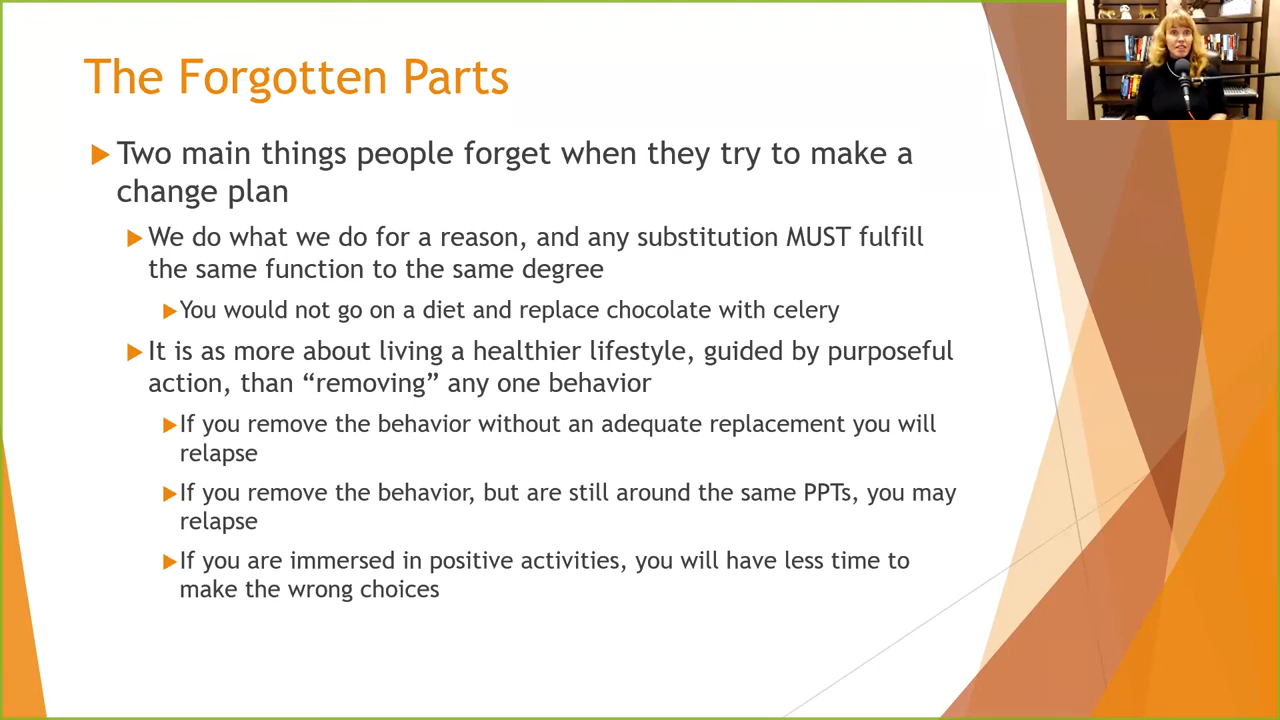 The Forgotten Parts
Two main things people forget when they try to make a
change plan
We do what we do for a reason, and any substitution MUST fulfill
the same function to the same degree
You would not go on a diet and replace chocolate with celery
It is as more about living a healthier lifestyle, guided by purposeful
action, than “removing” any one behavior
If you remove the behavior without an adequate replacement you will
relapse
If you remove the behavior, but are still around the same PPTs, you may
relapse
If you are immersed in positive activities, you will have less time to
make the wrong choices